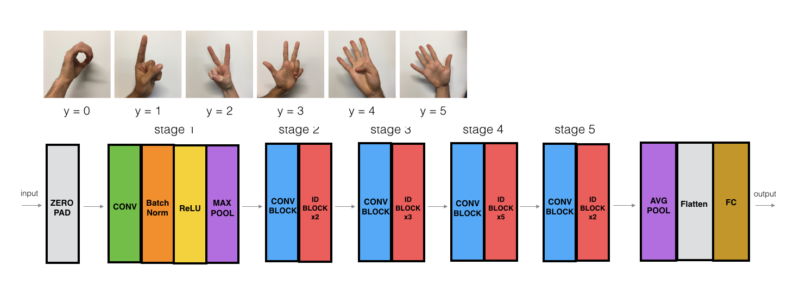 y = 0 y = 1 y = 2 y = 3 y = 4 y = 5
stage 1 stage 2 stage 3 stage 4 stage 5
input
ZERO
PAD
CONV
Batch
Norm
ReLU
MAX
POOL
CONV
BLOCK
ID
BLOCK
x2
CONV
BLOCK
ID
BLOCK
x3
CONV
BLOCK
ID
BLOCK
x5
CONV
BLOCK
ID
BLOCK
x2
AVG
POOL
Flatten
FC
output